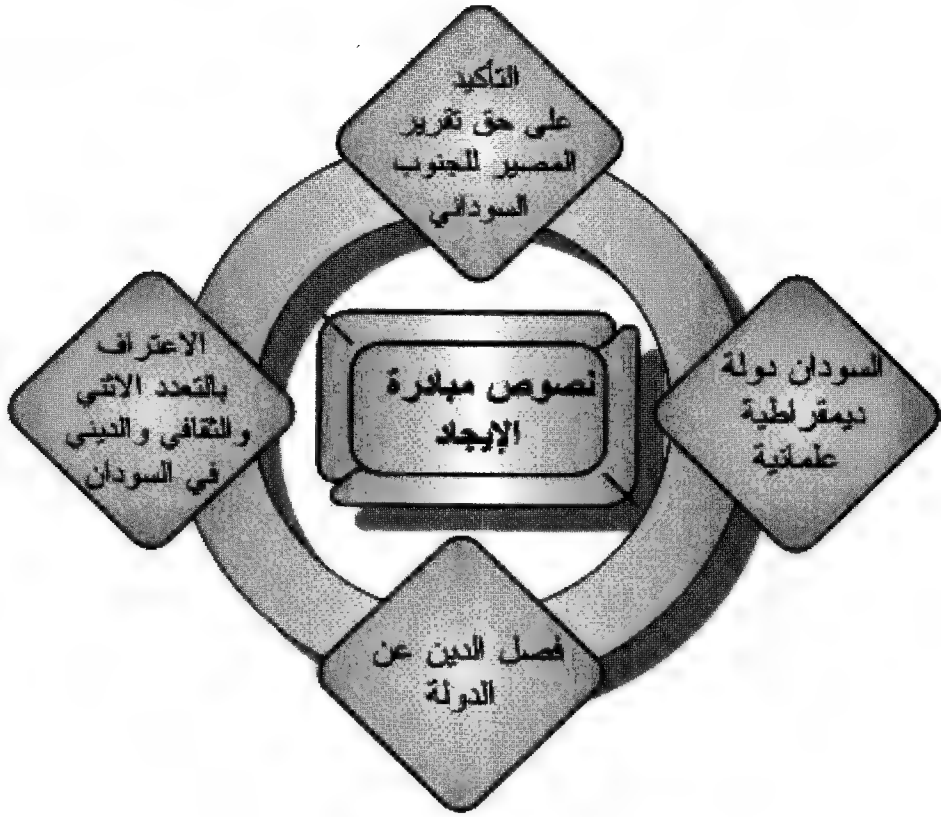 التأكيد
على حق تقرير
المصير للجنوب
السوداني
السودان دولة
ديمقراطية
علمانية
نصوص مبادرة
الإيجاد
الاعتراف
بالتعدد الاثني
والثقافي والديني
في السودان
فصل الدين عن
الدولة